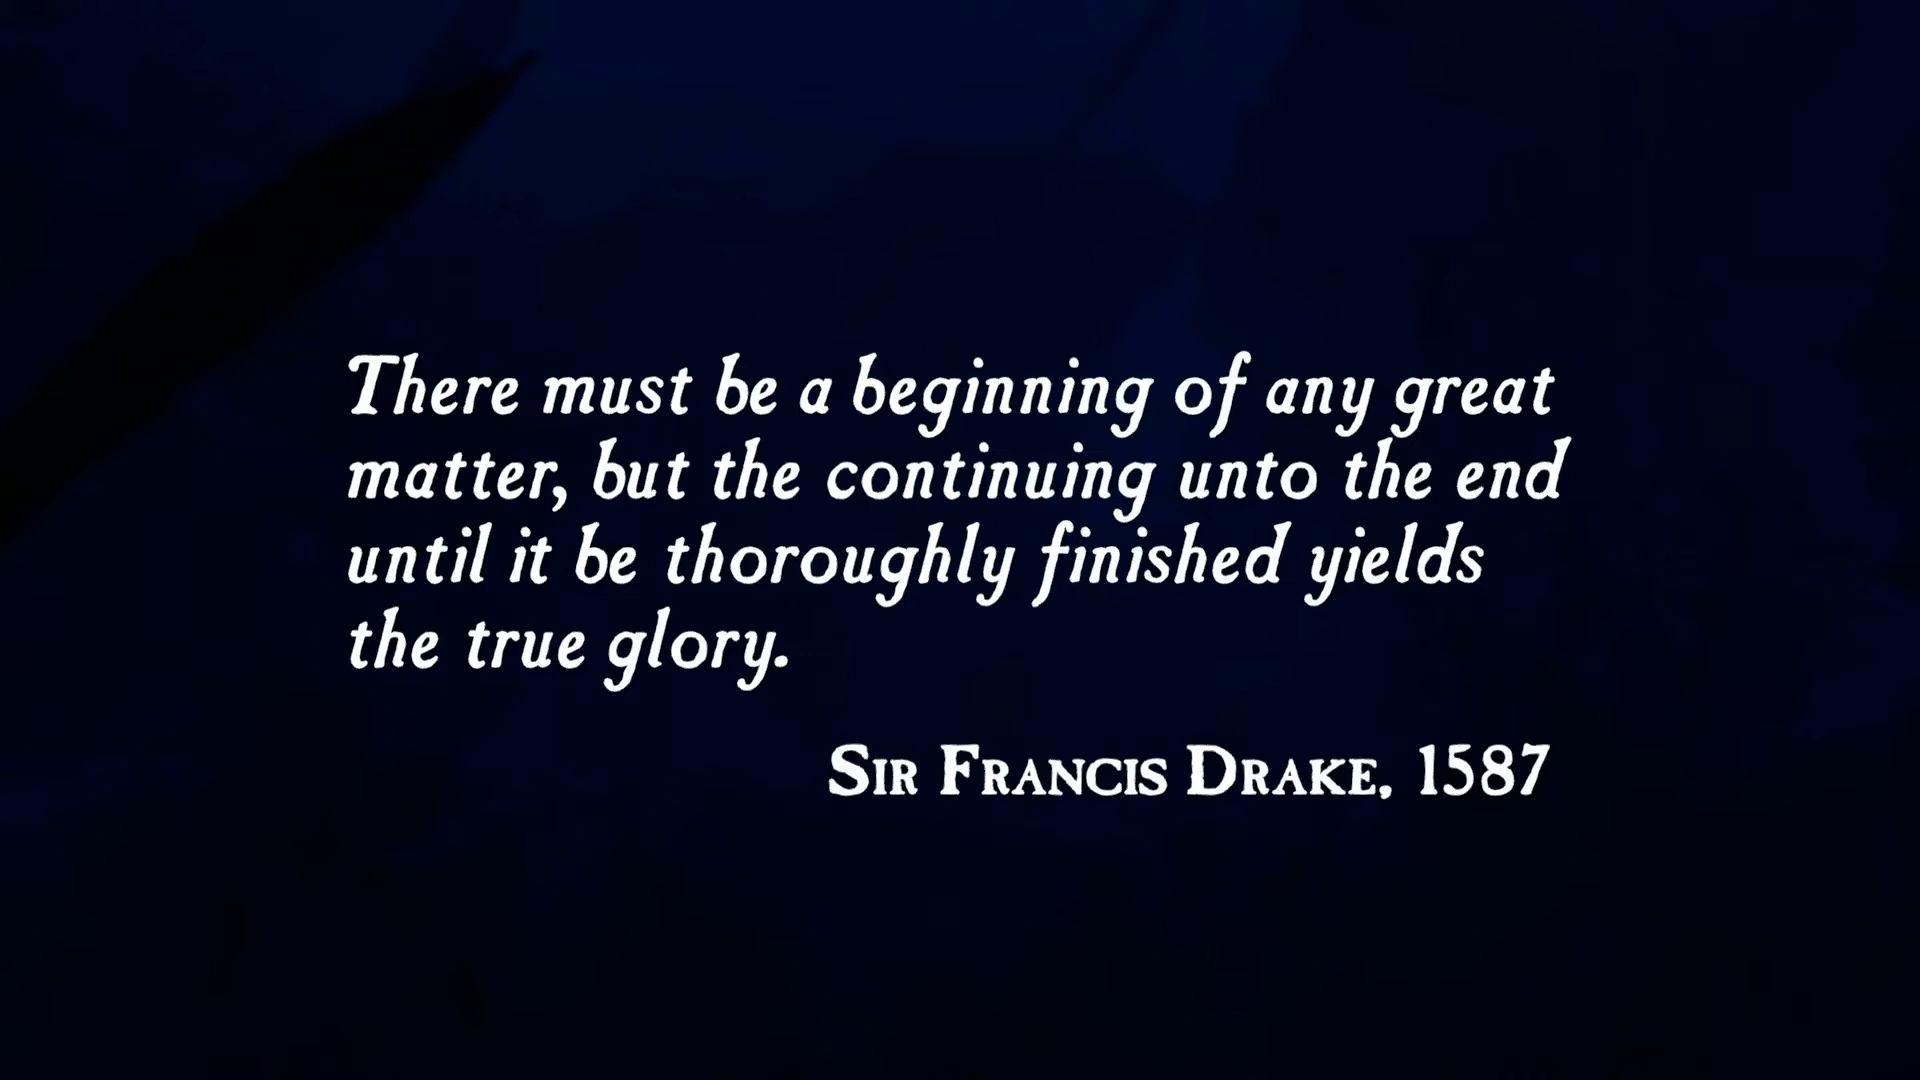 There must be a beginning of any great
matter, but the continuing unto the end
until it be thoroughly finished yields
the true glory.
Sir Francis Drake, 1587